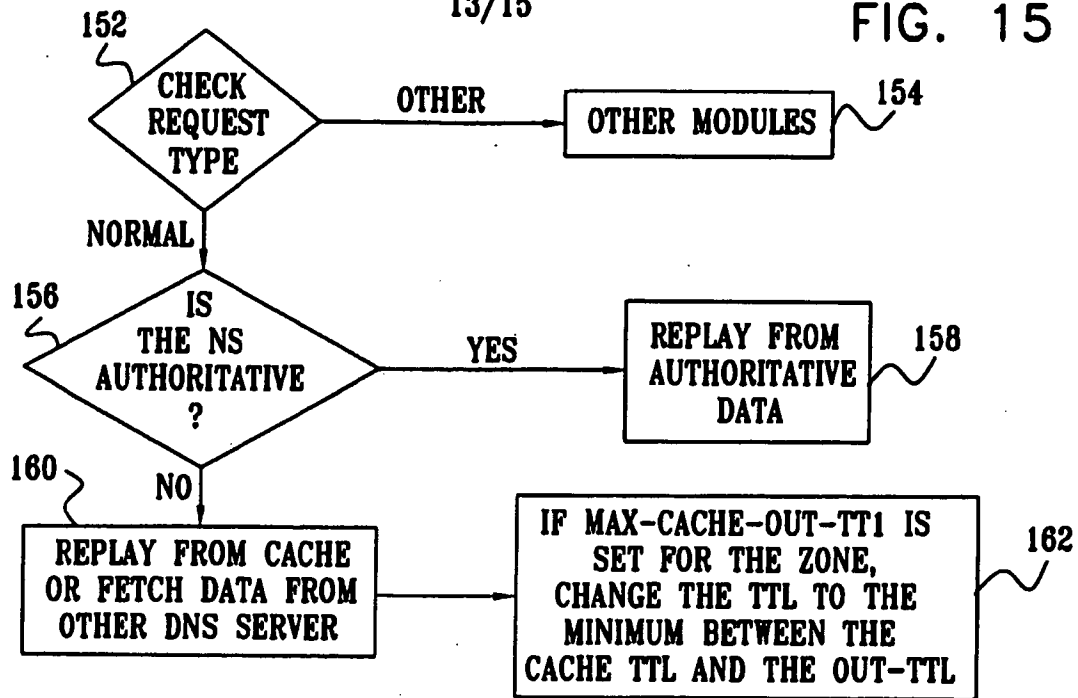 13/15
FIG. 15
152
CHECK
REQUEST
TYPE
OTHER
OTHER MODULES
154
NORMAL
156
IS
THE NS
AUTHORITATIVE
?
YES
REPLAY FROM
AUTHORITATIVE
DATA
158
160
NO
REPLAY FROM CACHE
OR FETCH DATA FROM
OTHER DNS SERVER
IF MAX-CACHE-OUT-TT1 IS
SET FOR THE ZONE,
CHANGE THE TTL TO THE
MINIMUM BETWEEN THE
CACHE TTL AND THE OUT-TTL
162